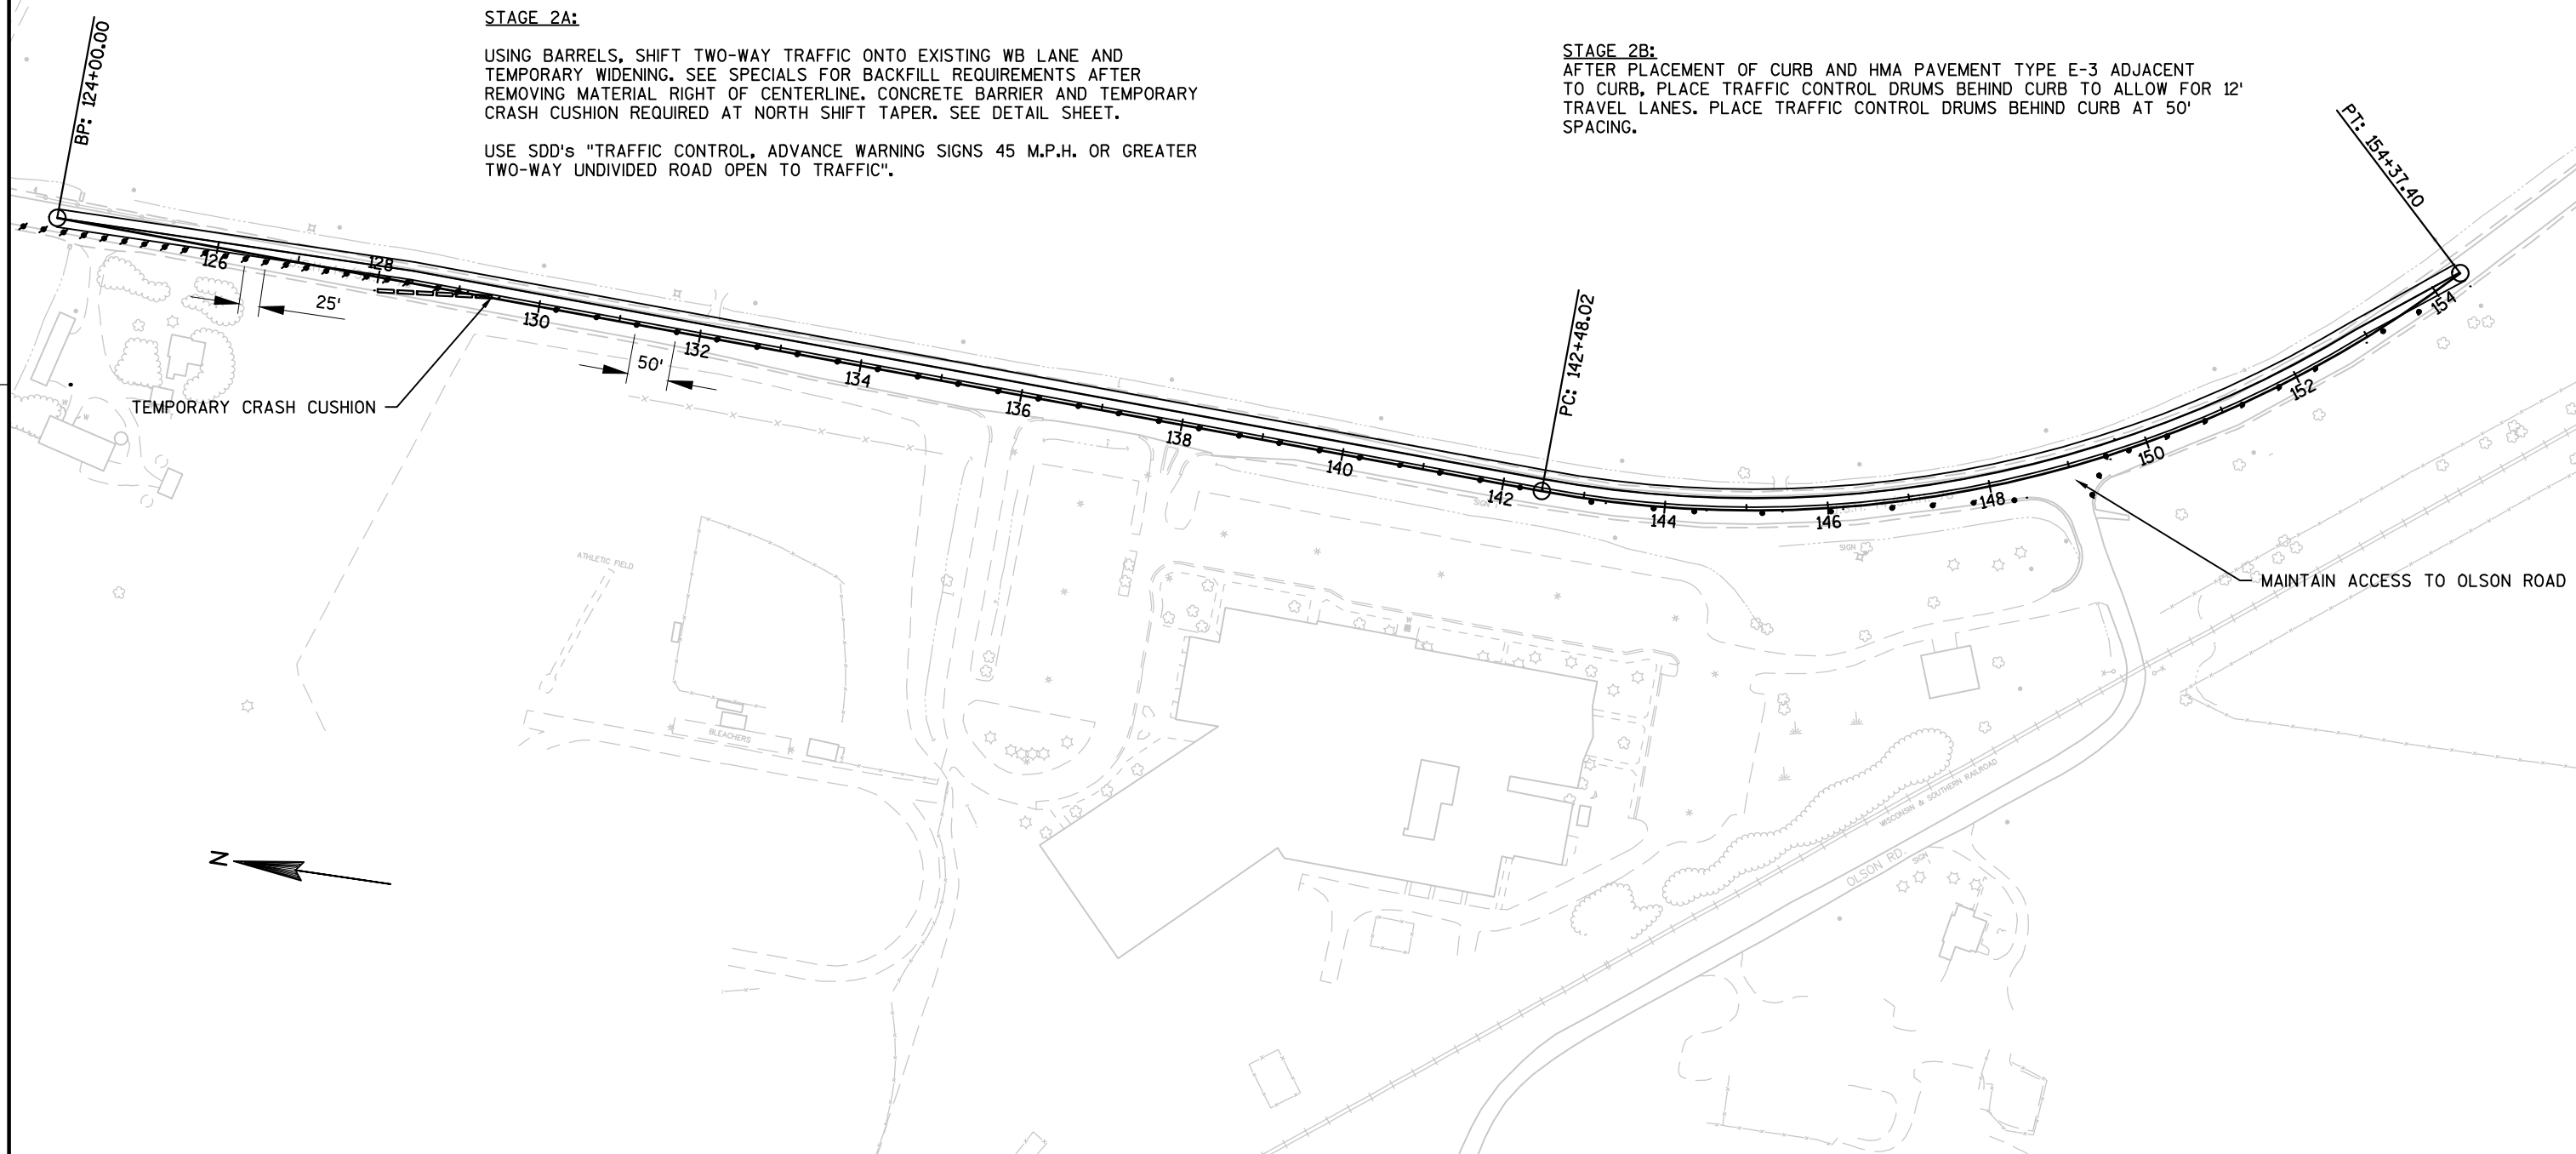 STAGE 2A:
USING BARRELS, SHIFT TWO-WAY TRAFFIC ONTO EXISTING WB LANE AND
TEMPORARY WIDENING. SEE SPECIALS FOR BACKFILL REQUIREMENTS AFTER
REMOVING MATERIAL RIGHT OF CENTERLINE. CONCRETE BARRIER AND TEMPORARY
CRASH CUSHION REQUIRED AT NORTH SHIFT TAPER. SEE DETAIL SHEET.
USE SDD's "TRAFFIC CONTROL, ADVANCE WARNING SIGNS 45 M.P.H. OR GREATER
TWO-WAY UNDIVIDED ROAD OPEN TO TRAFFIC".
STAGE 2B:
AFTER PLACEMENT OF CURB AND HMA PAVEMENT TYPE E-3 ADJACENT
TO CURB, PLACE TRAFFIC CONTROL DRUMS BEHIND CURB TO ALLOW FOR 12'
TRAVEL LANES. PLACE TRAFFIC CONTROL DRUMS BEHIND CURB AT 50'
SPACING.
BP: 124+00.00
PT: 154+37.40
PC: 142+48.02
126
128
130
132
134
136
138
140
142
144
146
148
150
152
154
25'
50'
TEMPORARY CRASH CUSHION
MAINTAIN ACCESS TO OLSON ROAD
SIGN
SIGN
ATHLETIC FIELD
BLEACHERS
W
W
W
WISCONSIN & SOUTHERN RAILROAD
OLSON RD.
SIGN
N